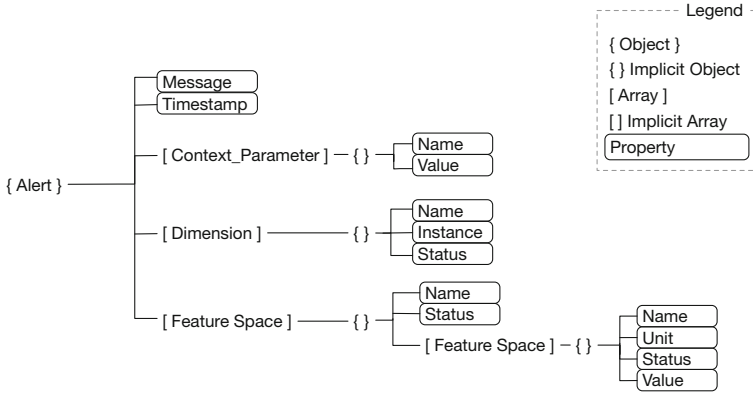 Legend
{ Object }
{ } Implicit Object
[ Array ]
[ ] Implicit Array
Property
{ Alert }
Message
Timestamp
[ Context_Parameter ]
{ }
Name
Value
[ Dimension ]
{ }
Name
Instance
Status
[ Feature Space ]
{ }
Name
Status
[ Feature Space ]
{ }
Name
Unit
Status
Value